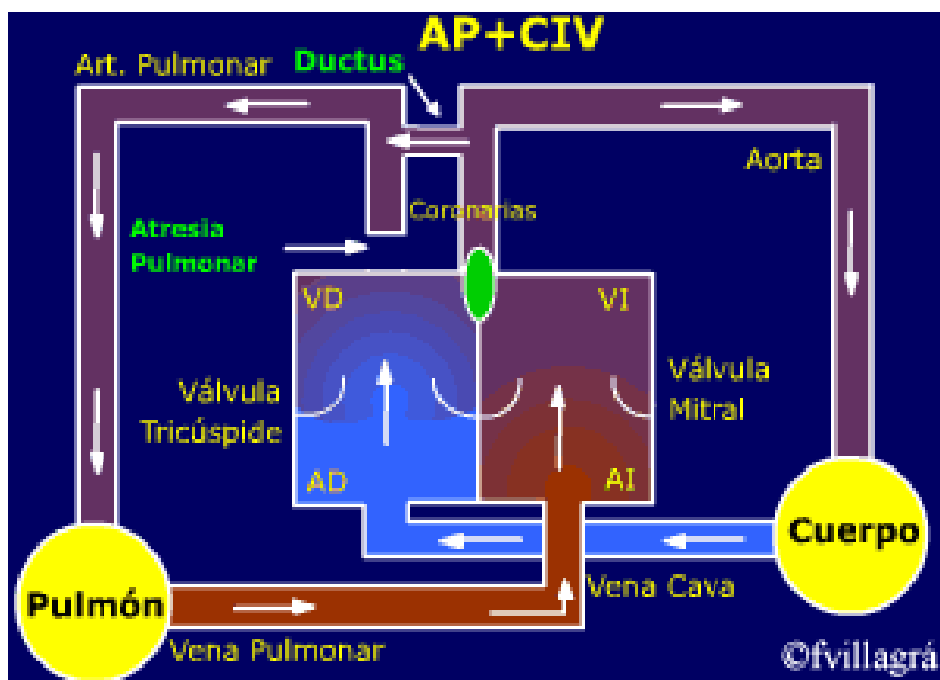 AP+CIV
Art. Pulmonar
Ductus
Aorta
Coronarias
Atresia
Pulmonar
VD
VI
Válvula
Tricúspide
Válvula
Mitral
AD
AI
Cuerpo
Pulmón
Vena Cava
Vena Pulmonar
©fvillagrá